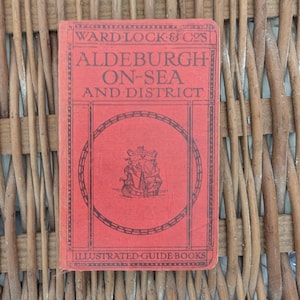 WARD·LOCK·&·CO'S
ALDEBURGH
ON-SEA
AND·DISTRICT
ILLUSTRATED·GUIDE·BOOKS